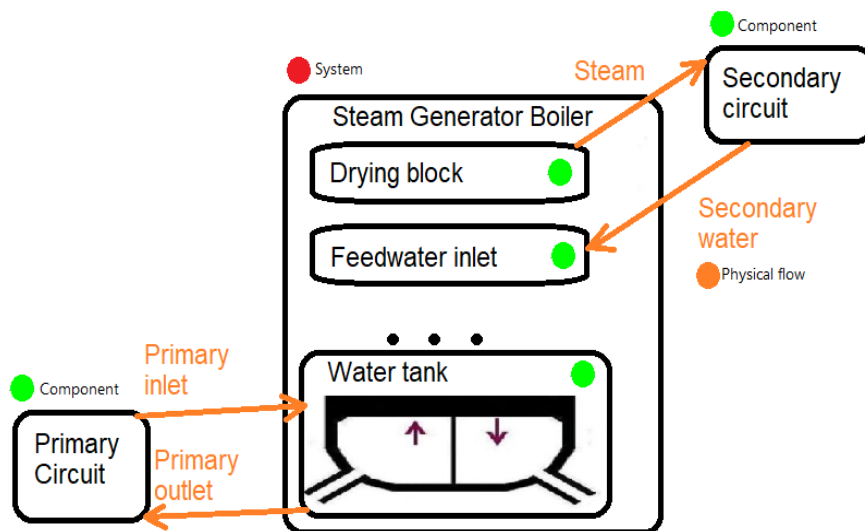 Component
System
Steam
Secondary
circuit
Steam Generator Boiler
Drying block
Secondary
water
Feedwater inlet
Physical flow
Primary
inlet
Water tank
Component
Primary
Circuit
Primary
outlet